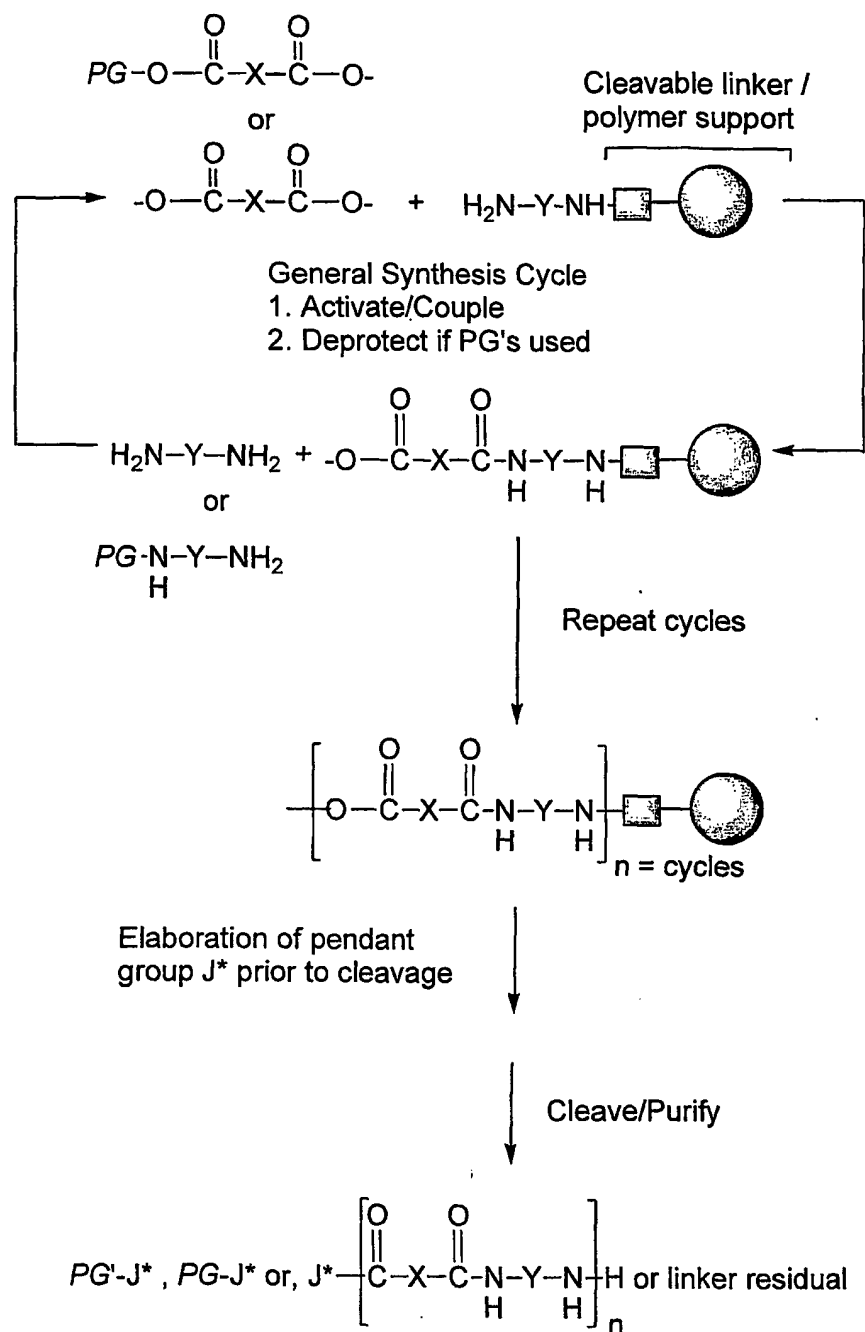 O O
PG-O-C-X-C-O-
or
Cleavable linker /
polymer support
O O
-O-C-X-C-O- + H₂N-Y-NH
General Synthesis Cycle
1. Activate/Couple
2. Deprotect if PG's used
O O
H₂N-Y-NH₂ + -O-C-X-C-N-Y-N
H H
or
PG-N-Y-NH₂
H
Repeat cycles
O O
O-C-X-C-N-Y-N
H H
n = cycles
Elaboration of pendant
group J* prior to cleavage
Cleave/Purify
O O
PG'-J* , PG-J* or, J*-[C-X-C-N-Y-N]-H or linker residual
H H
n